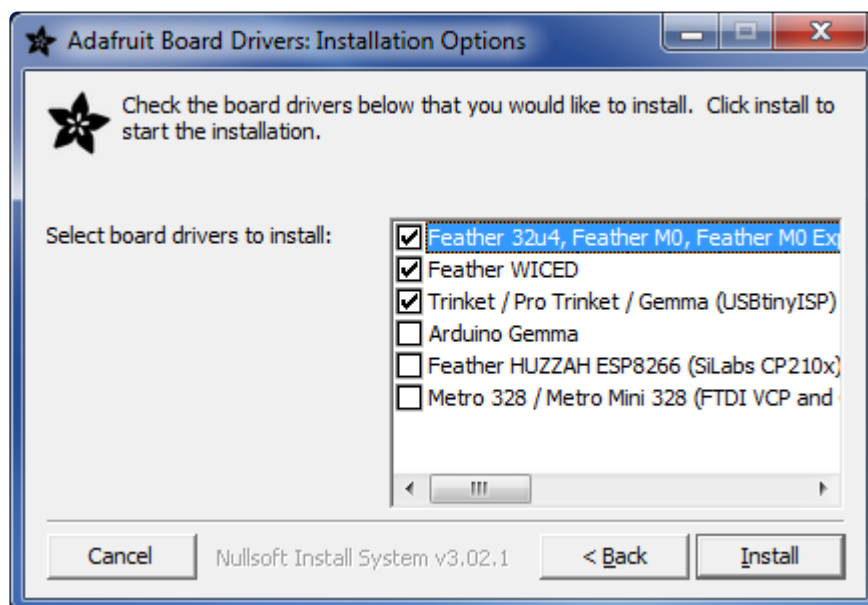 Adafruit Board Drivers: Installation Options
Check the board drivers below that you would like to install. Click install to
start the installation.
Select board drivers to install:
Feather 32u4, Feather M0, Feather M0
Feather WICED
Trinket / Pro Trinket / Gemma (USBtinyISP)
Arduino Gemma
Feather HUZZAH ESP8266 (SiLabs CP210x)
Metro 328 / Metro Mini 328 (FTDI VCP and
Cancel
Nullsoft Install System v3.02.1
< Back
Install